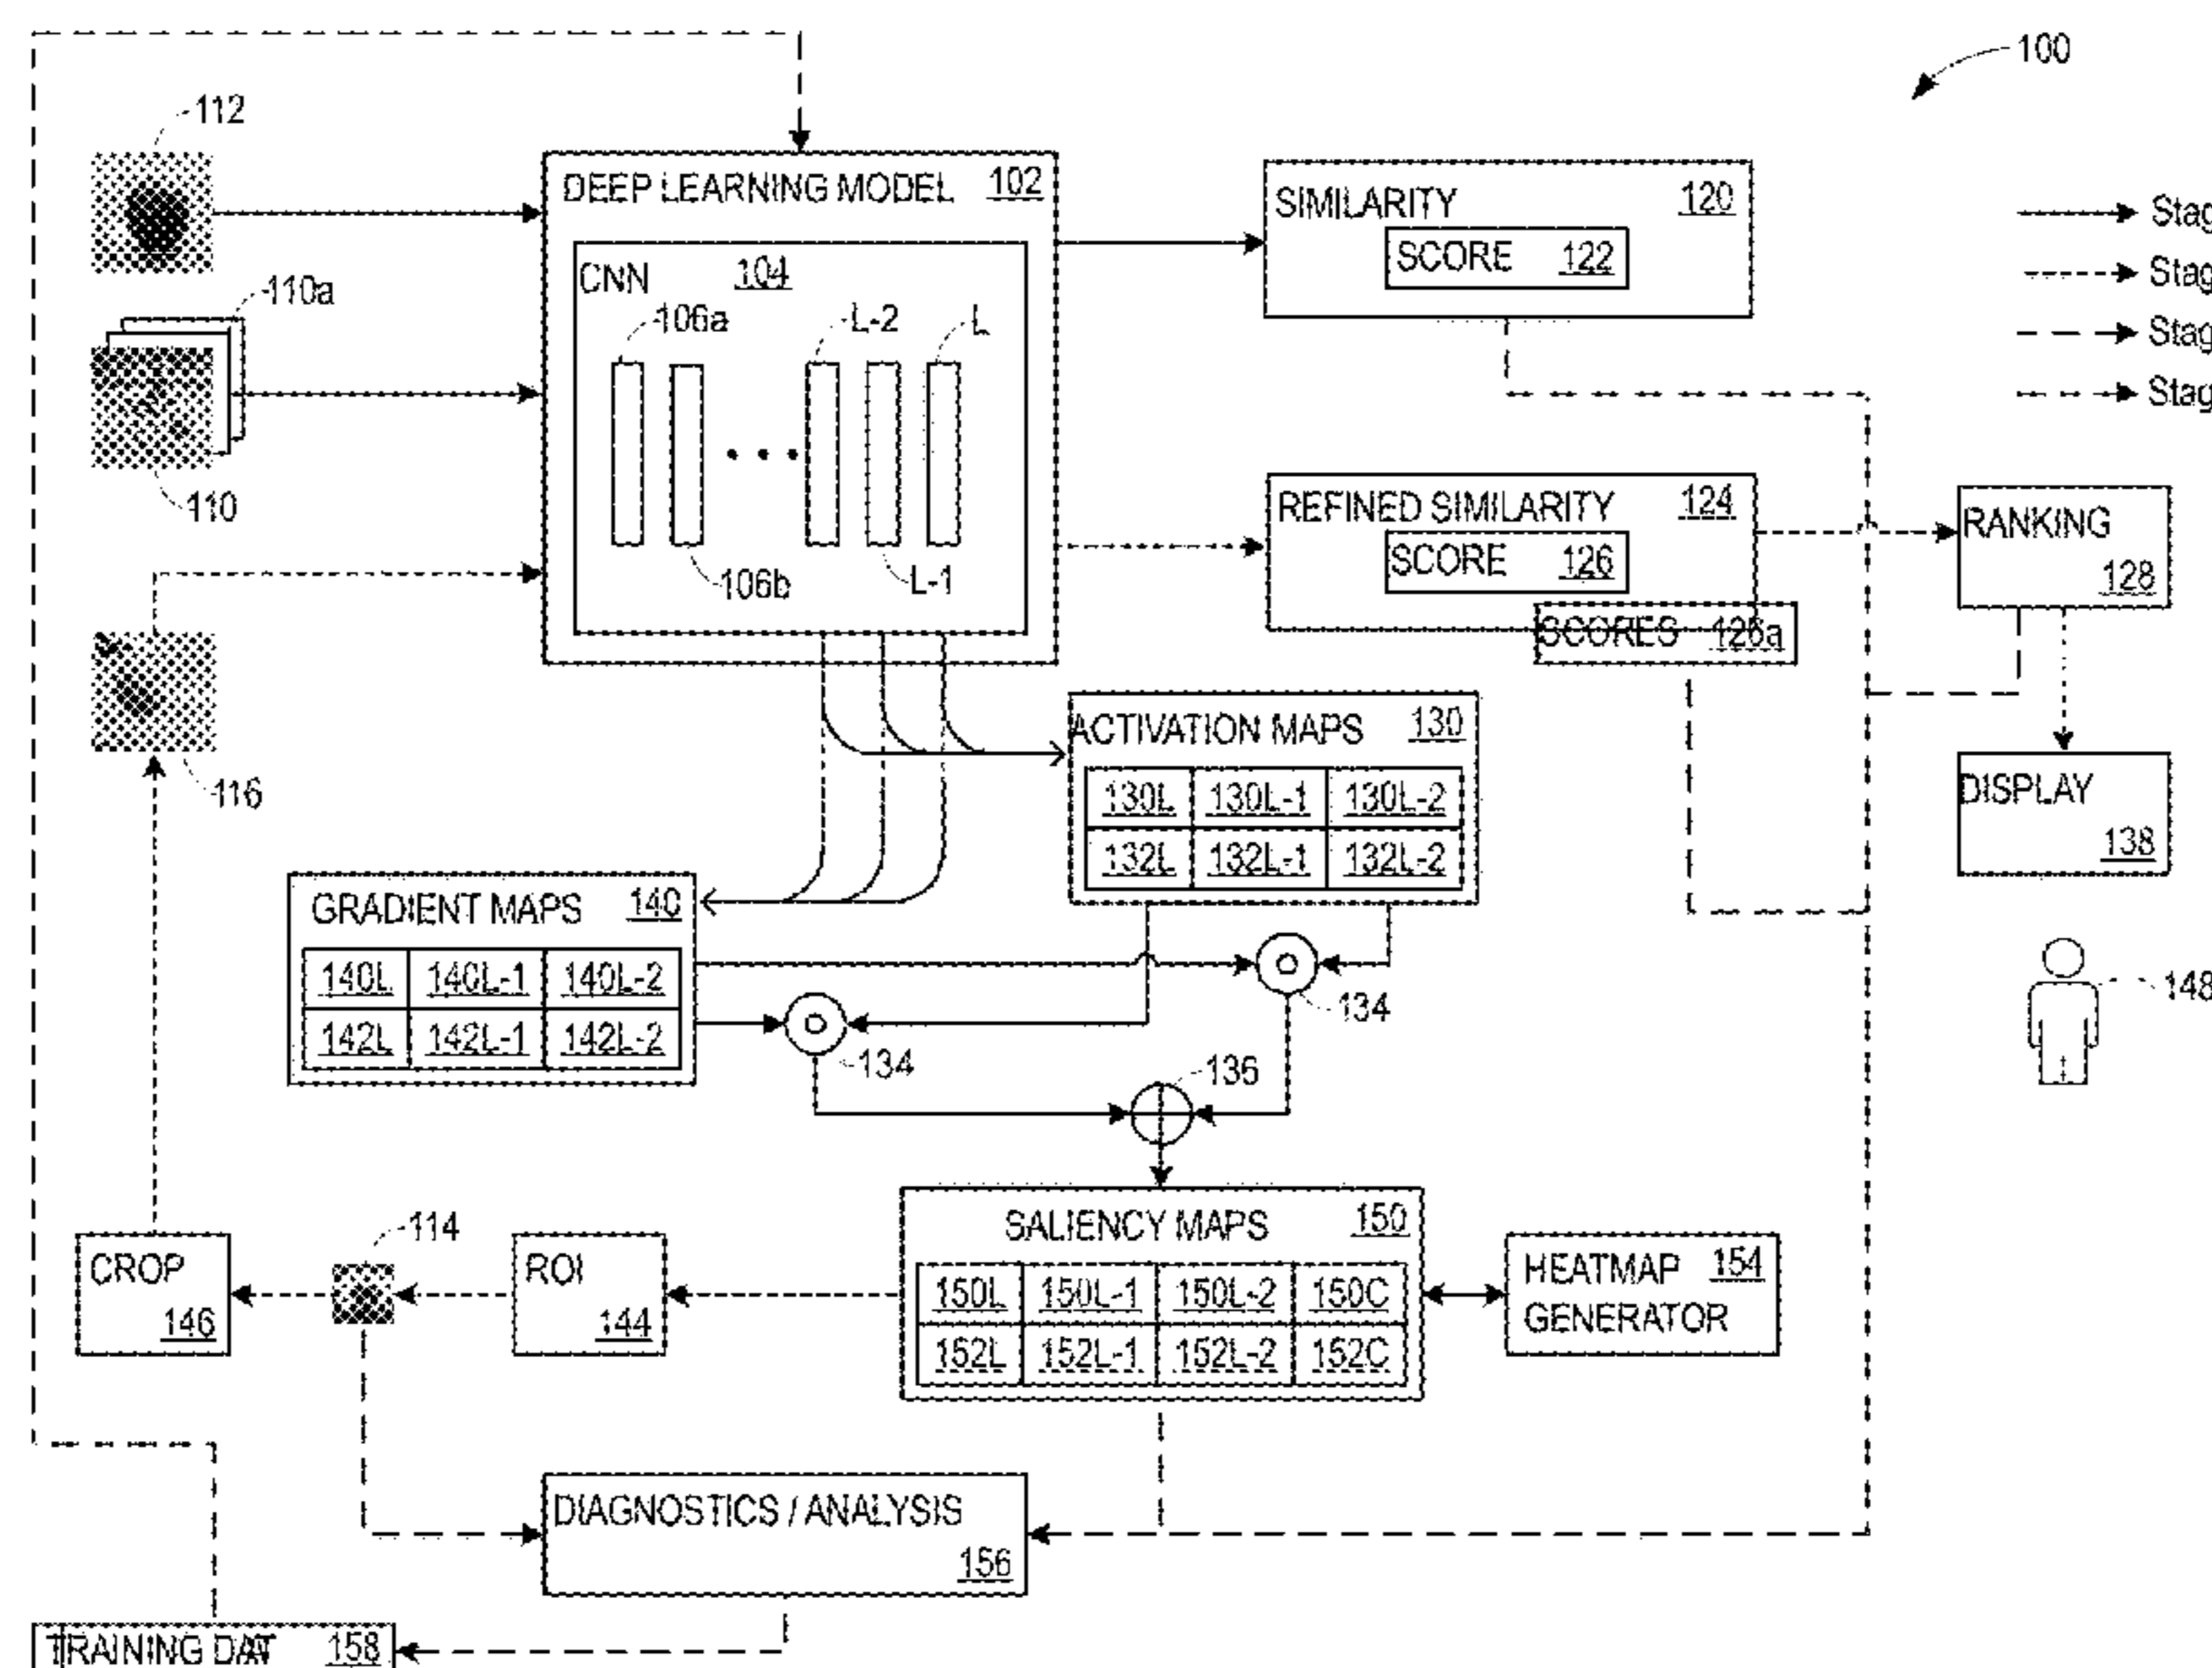 100
112
110a
110
116
DEEP LEARNING MODEL 102
CNN 104
106a
L-2
L
106b
L-1
SIMILARITY 120
SCORE 122
Stag
Stag
Stag
Stag
REFINED SIMILARITY 124
SCORE 126
SCORES 126a
RANKING
128
DISPLAY
138
148
ACTIVATION MAPS 130
130L 130L-1 130L-2
132L 132L-1 132L-2
GRADIENT MAPS 140
140L 140L-1 140L-2
142L 142L-1 142L-2
134
134
136
SALIENCY MAPS 150
150L 150L-1 150L-2 150C
152L 152L-1 152L-2 152C
HEATMAP 154
GENERATOR
CROP
146
114
ROI
144
DIAGNOSTICS / ANALYSIS
156
TRAINING DAT 158